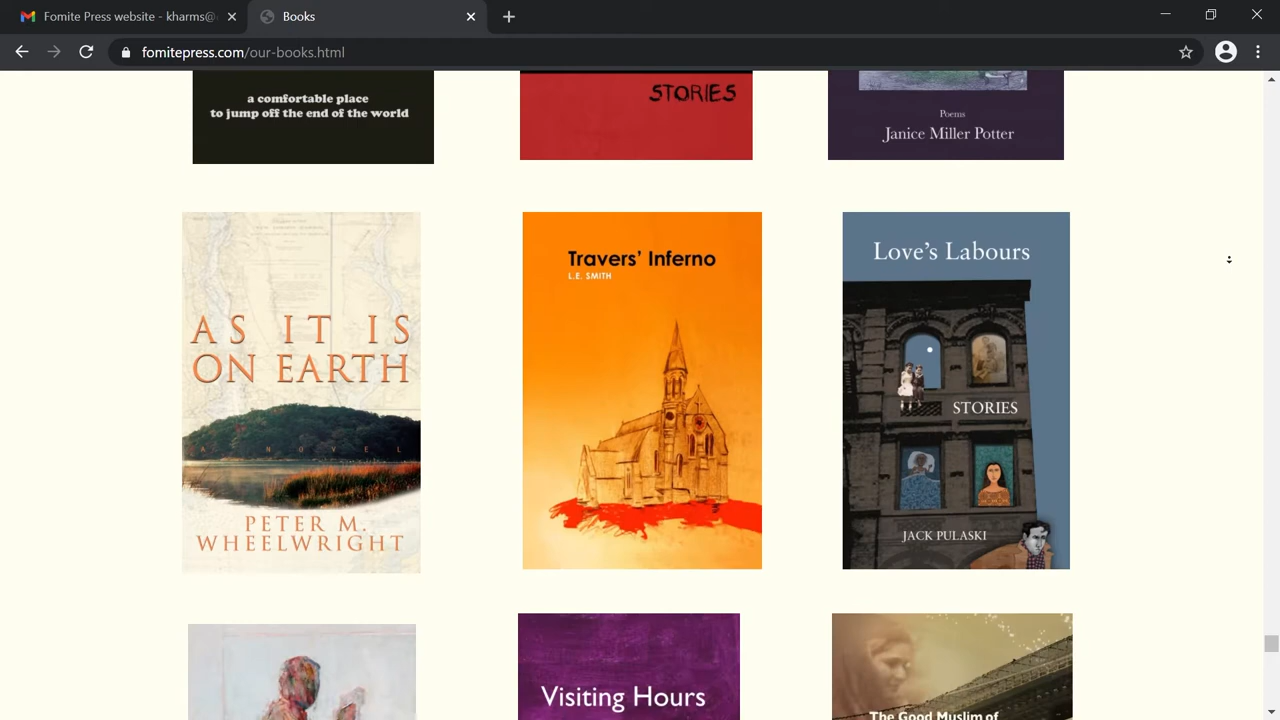 Fomite Press website - kharms@
Books
fomitepress.com/our-books.html
a comfortable place
to jump off the end of the world
STORIES
Poems
Janice Miller Potter
AS IT IS
ON EARTH
A NOVEL
PETER M.
WHEELWRIGHT
Travers' Inferno
L.E. SMITH
Love's Labours
STORIES
JACK PULASKI
Visiting Hours
The Good Muslim of